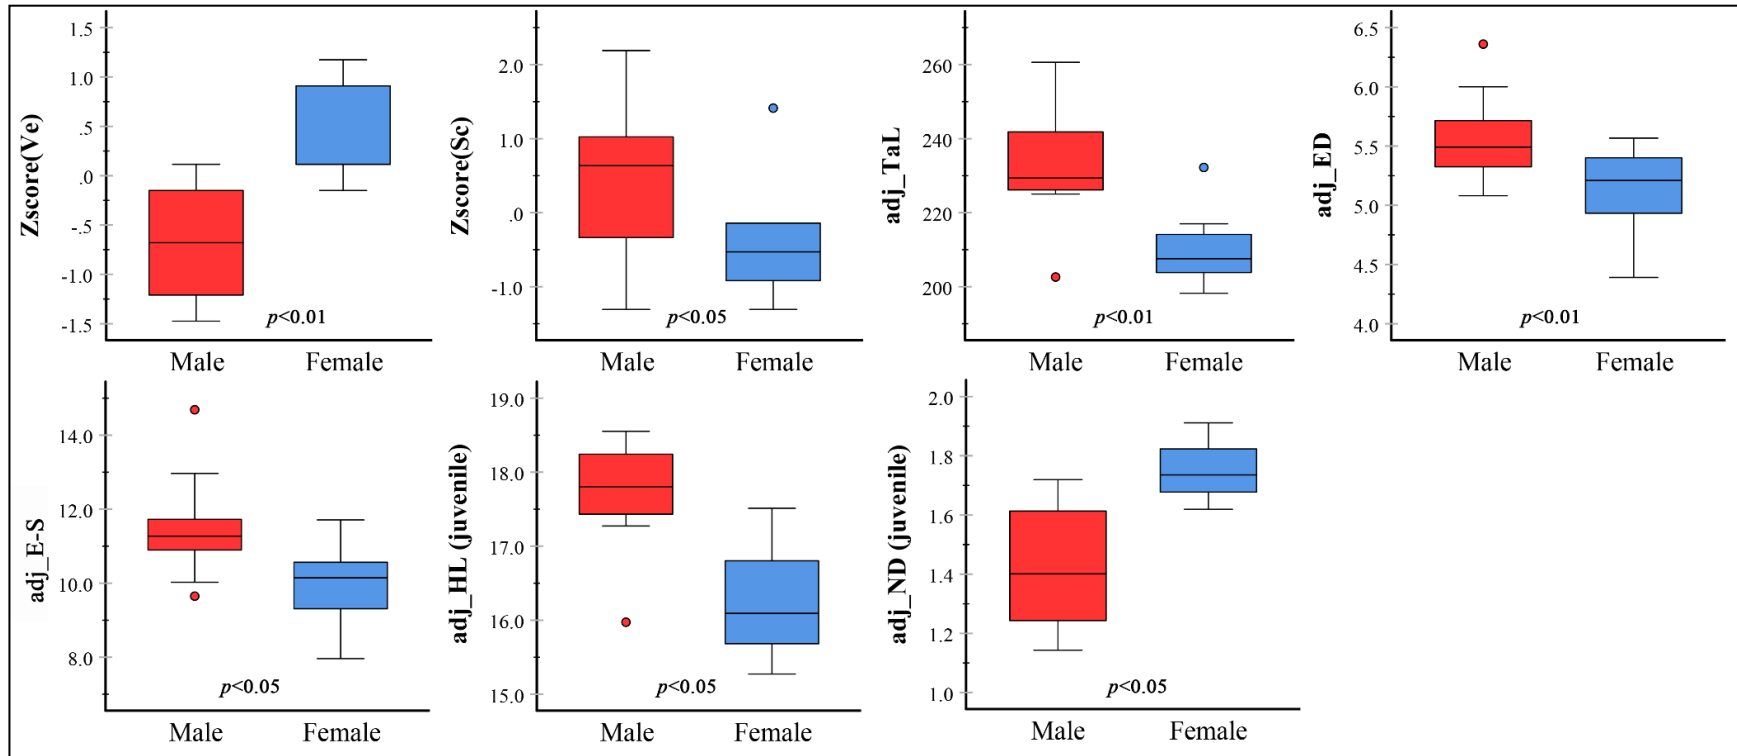 Zscore(Ve)
1.5
1.0
.5
.0
-.5
-1.0
-1.5
p<0.01
Male Female
Zscore(Sc)
2.0
1.0
.0
-1.0
p<0.05
Male Female
adj_TaL
260
240
220
200
p<0.01
Male Female
adj_ED
6.5
6.0
5.5
5.0
4.5
4.0
p<0.01
Male Female
adj_E-S
14.0
12.0
10.0
8.0
p<0.05
Male Female
adj_HL (juvenile)
19.0
18.0
17.0
16.0
15.0
p<0.05
Male Female
adj_ND (juvenile)
2.0
1.8
1.6
1.4
1.2
1.0
p<0.05
Male Female